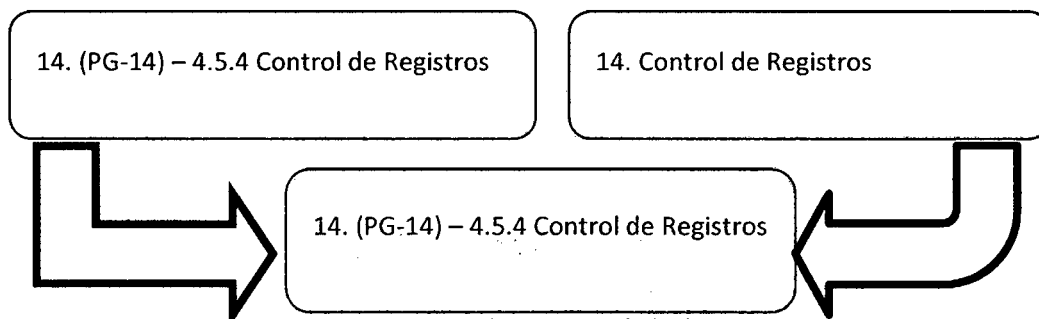 14. (PG-14) – 4.5.4 Control de Registros
14. Control de Registros
14. (PG-14) – 4.5.4 Control de Registros